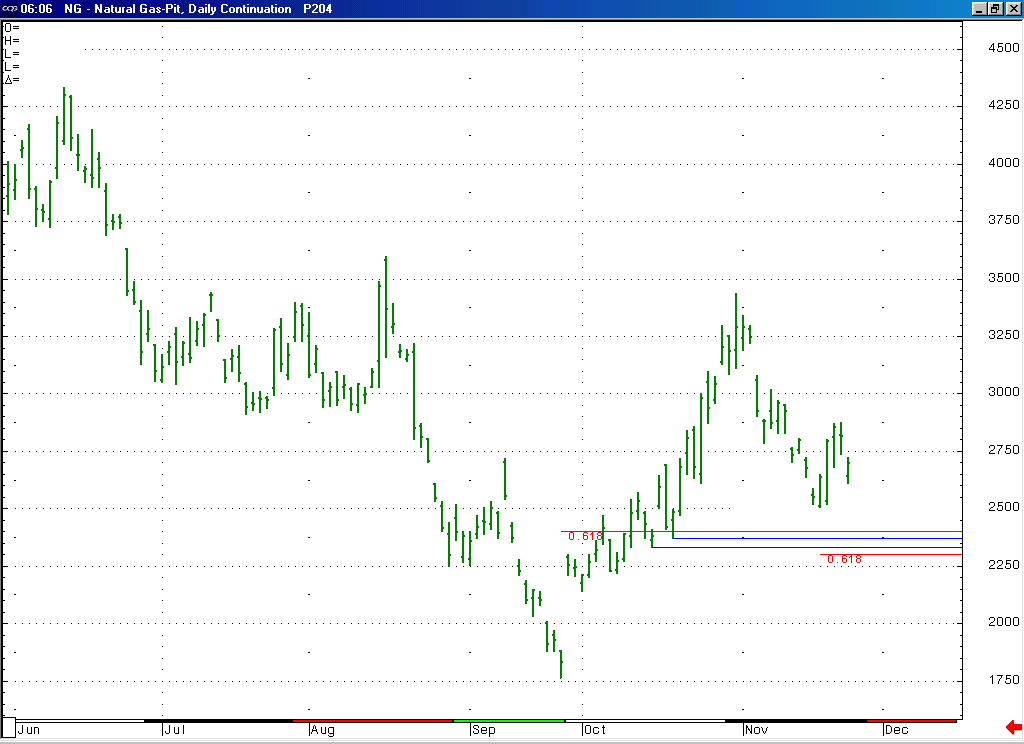 CQG 06:06 NG - Natural Gas-Pit, Daily Continuation P204
O=
H=
L=
L=
Δ=
4500
4250
4000
3750
3500
3250
3000
2750
2500
0.618
0.618
2250
2000
1750
Jun Jul Aug Sep Oct Nov Dec